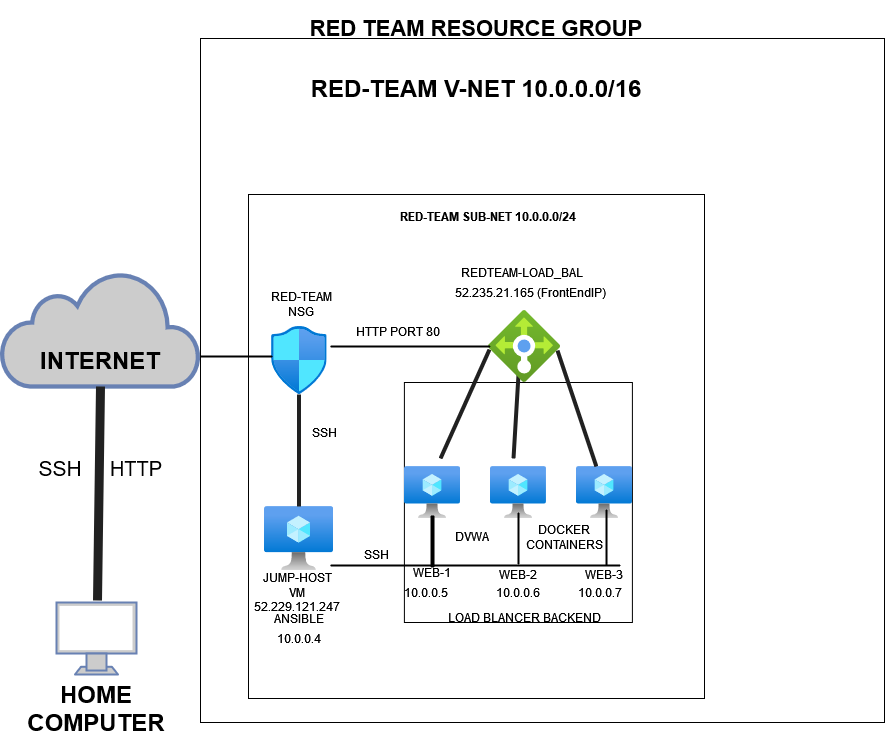 RED TEAM RESOURCE GROUP
RED-TEAM V-NET 10.0.0.0/16
RED-TEAM SUB-NET 10.0.0.0/24
REDTEAM-LOAD_BAL
52.235.21.165 (FrontEndIP)
RED-TEAM
NSG
HTTP PORT 80
INTERNET
SSH
SSH
HTTP
DVWA
DOCKER
CONTAINERS
SSH
WEB-1
10.0.0.5
WEB-2
10.0.0.6
WEB-3
10.0.0.7
LOAD BLANCER BACKEND
JUMP-HOST
VM
52.229.121.247
ANSIBLE
10.0.0.4
HOME
COMPUTER